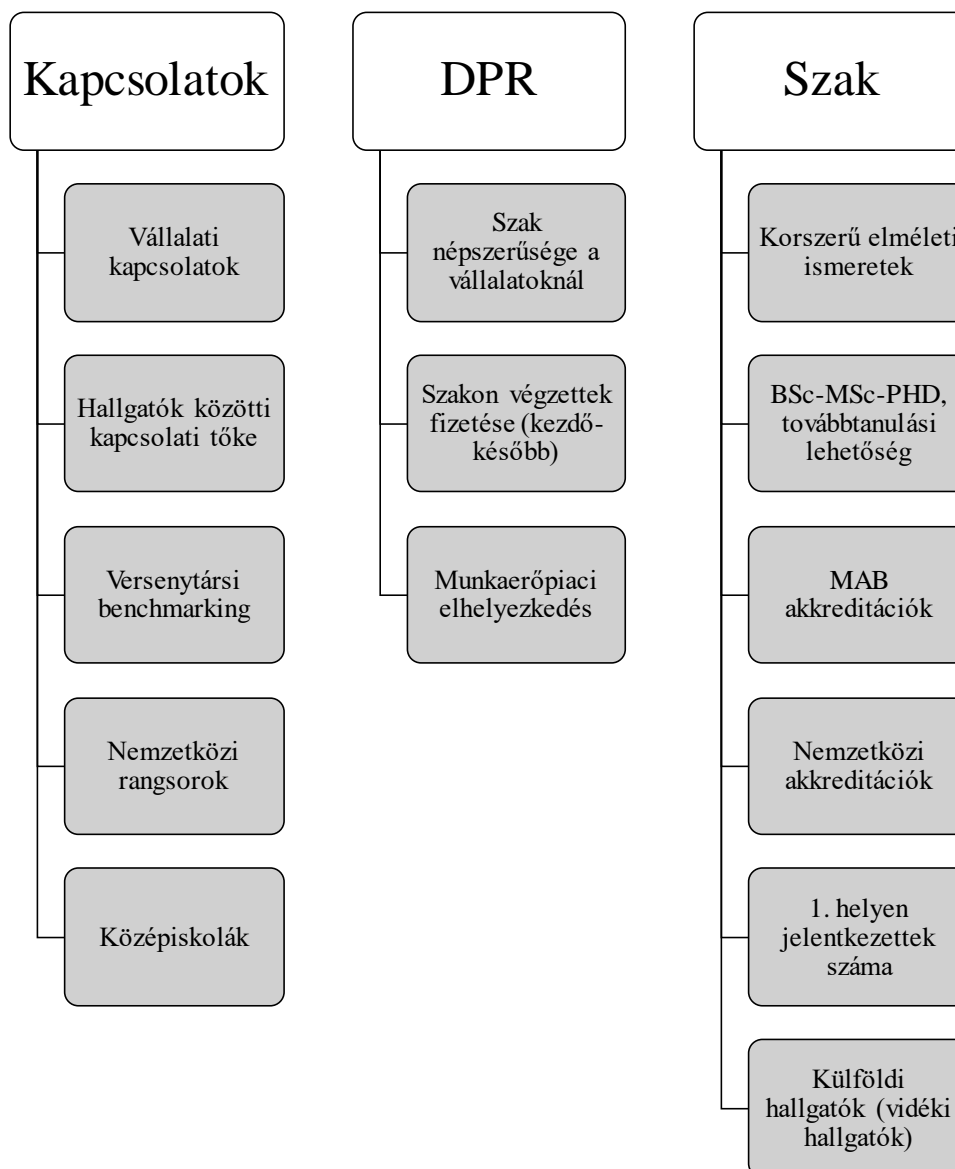 Kapcsolatok
Vállalati
kapcsolatok
Hallgatók közötti
kapcsolati tőke
Versenytársi
benchmarking
Nemzetközi
rangsorok
Középiskolák
DPR
Szak
népszerűsége a
vállalatoknál
Szakon végzettek
fizetése (kezdő-
később)
Munkaerőpiaci
elhelyezkedés
Szak
Korszerű elméleti
ismeretek
BSc-MSc-PHD,
továbbtanulási
lehetőség
MAB
akkreditációk
Nemzetközi
akkreditációk
1. helyen
jelentkezettek
száma
Külföldi
hallgatók (vidéki
hallgatók)